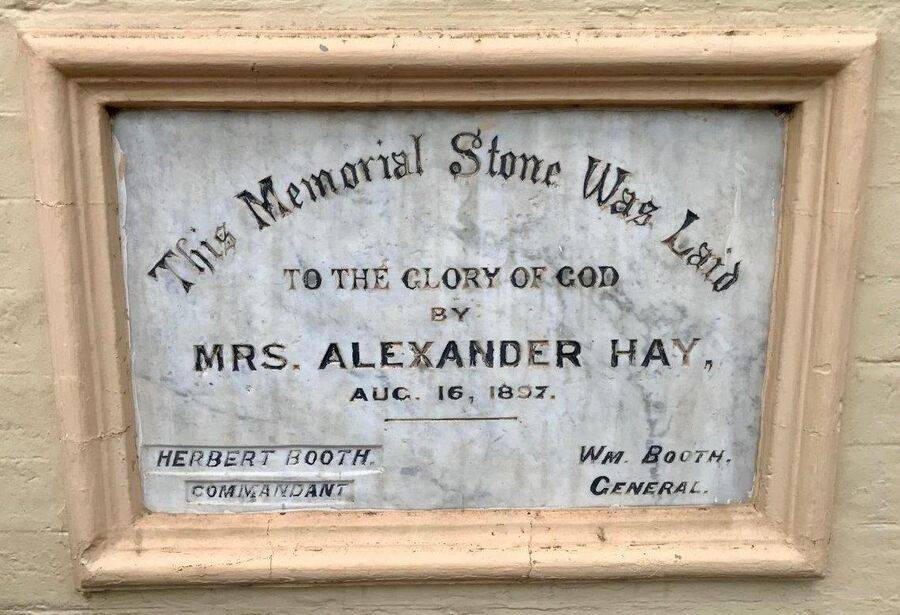 This Memorial Stone Was Laid
TO THE GLORY OF GOD
BY
MRS. ALEXANDER HAY,
AUG. 16, 1897.
HERBERT BOOTH.
COMMANDANT
WM. BOOTH.
GENERAL.